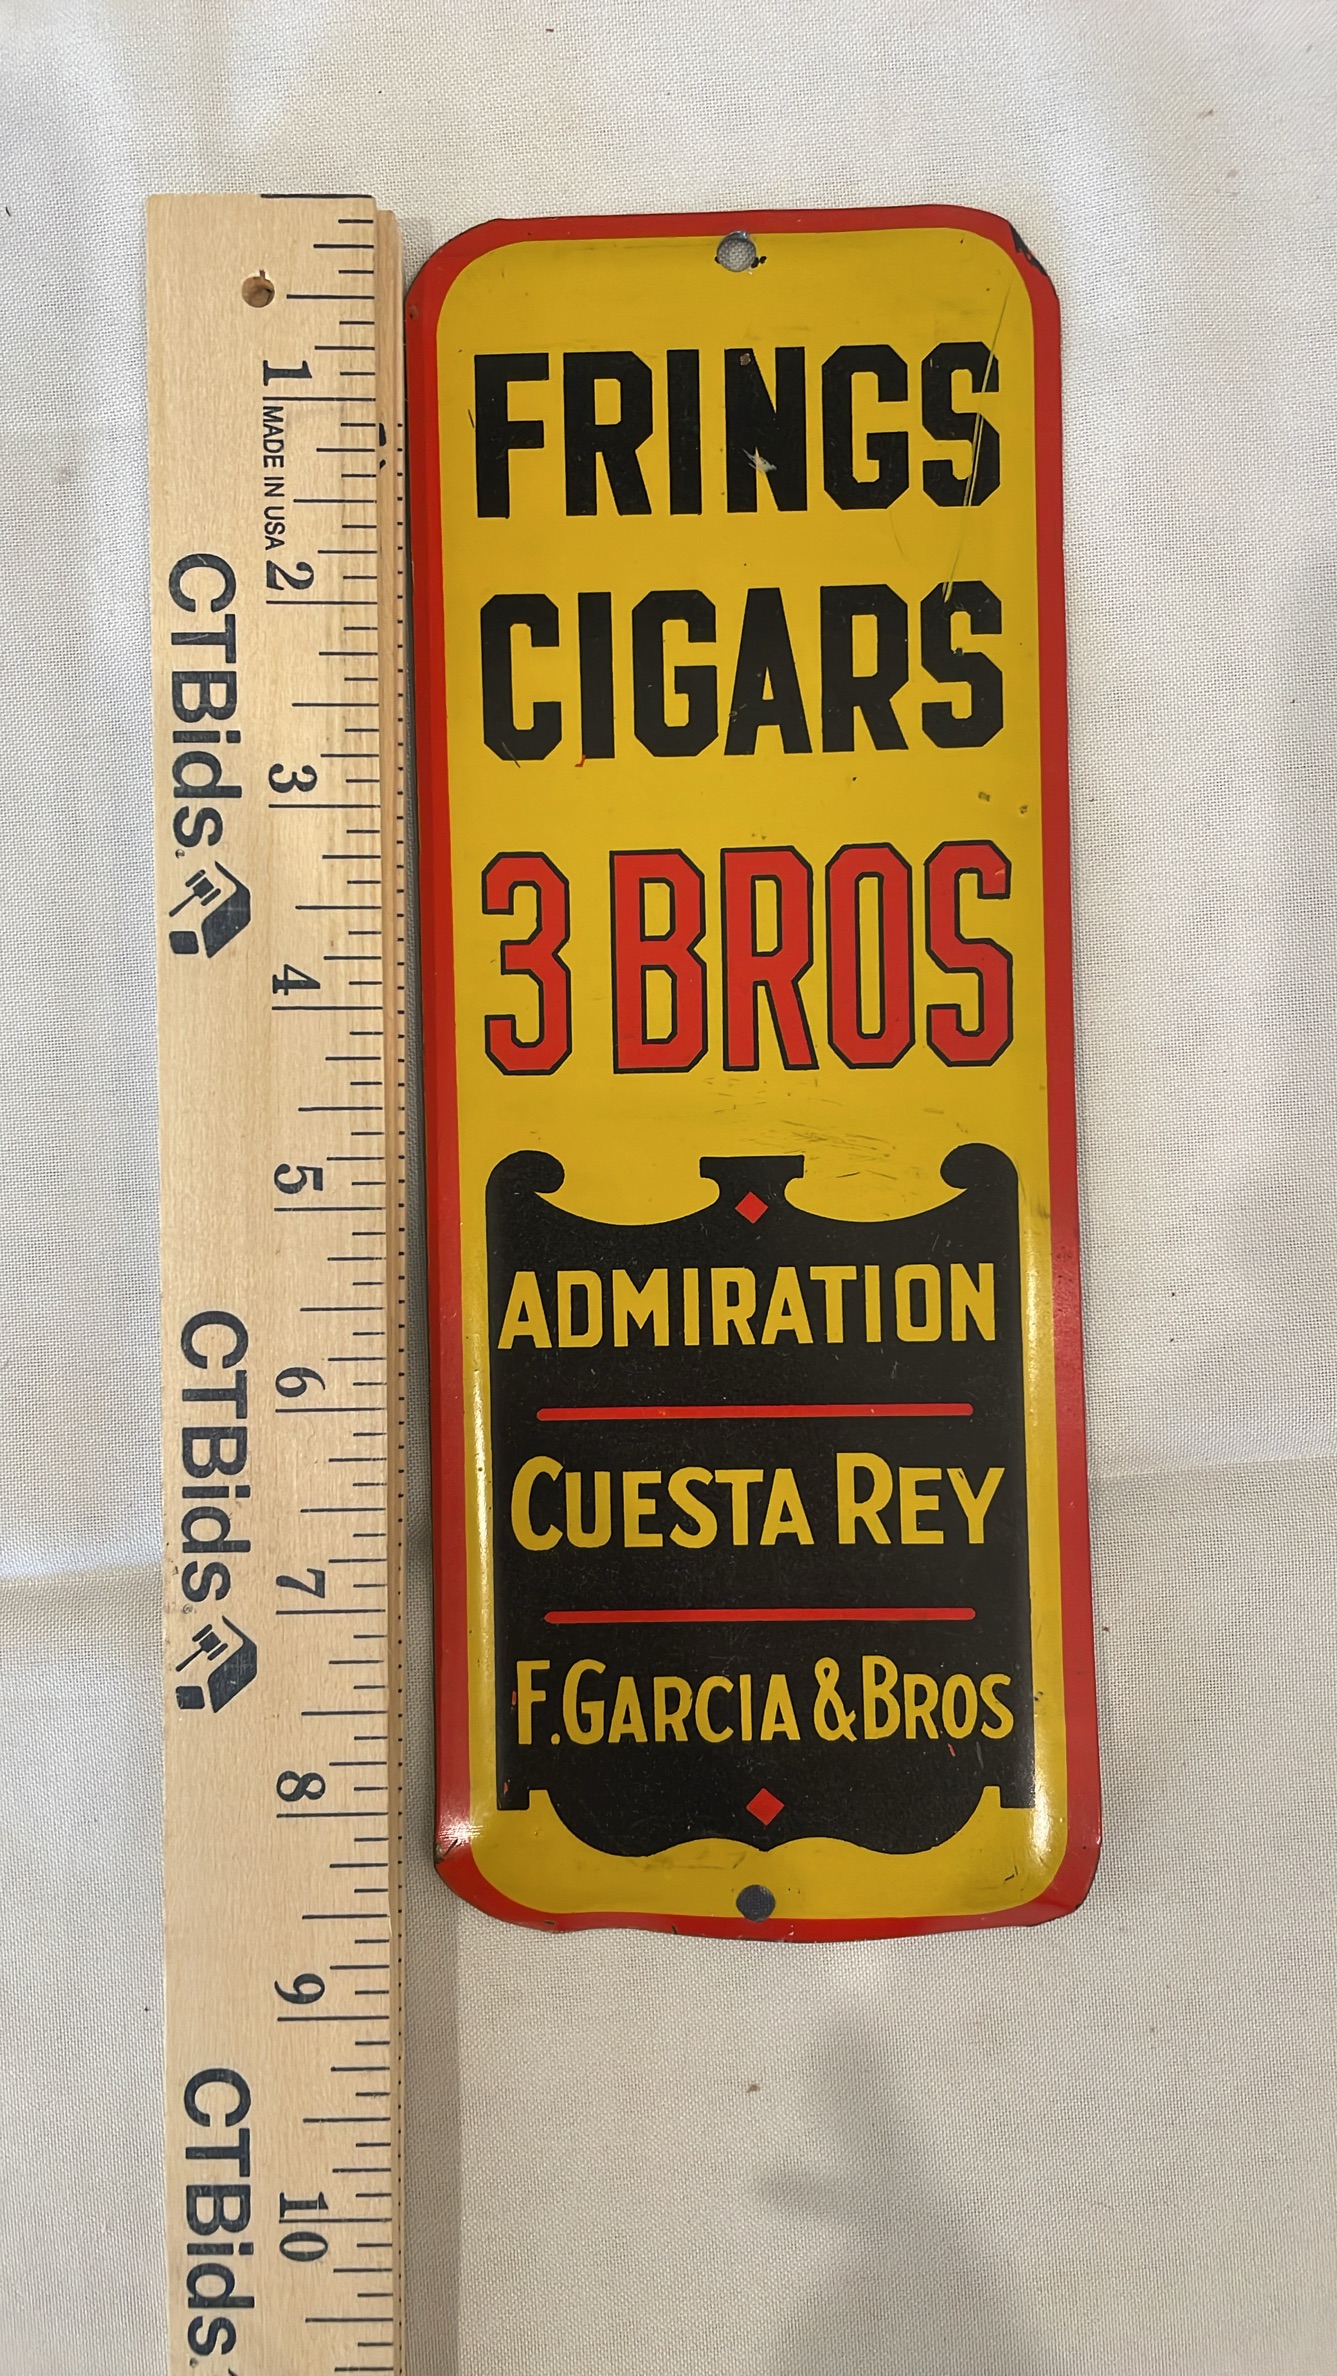 FRINGS
CIGARS
3 BROS
ADMIRATION
CUESTA REY
F. GARCIA & BROS
1
MADE IN USA
2
3
4
5
6
7
8
9
10
CTBids.
CTBids.
CTBids.